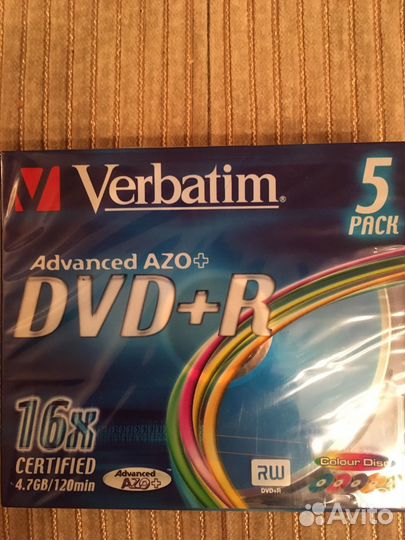 Verbatim
5
PACK
Advanced AZO+
DVD+R
16x
CERTIFIED
4.7GB/120min
Advanced
AZO+
RW
DVD+R
Colour Disc
Avito